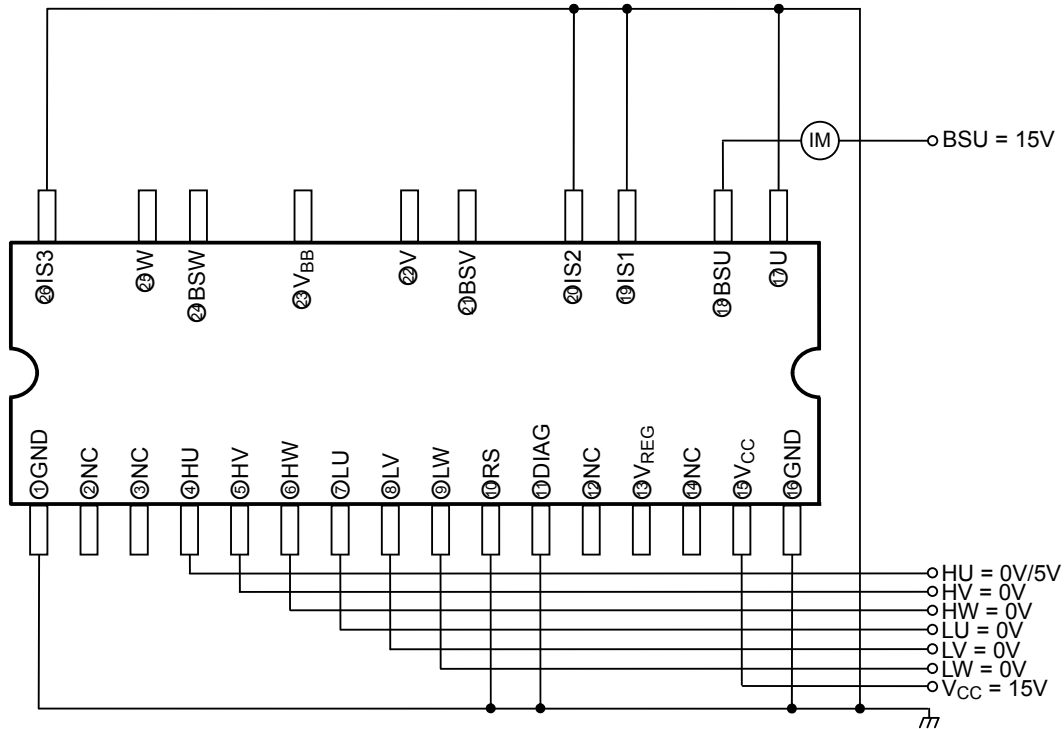 IM
BSU = 15V
㉖IS3
㉕W
㉔BSW
㉓VBB
㉒V
㉑BSV
⑳IS2
⑲IS1
⑱BSU
⑰U
①GND
②NC
③NC
④HU
⑤HV
⑥HW
⑦LU
⑧LV
⑨LW
⑩RS
⑪DIAG
⑫NC
⑬VREG
⑭NC
⑮VCC
⑯GND
HU = 0V/5V
HV = 0V
HW = 0V
LU = 0V
LV = 0V
LW = 0V
VCC = 15V